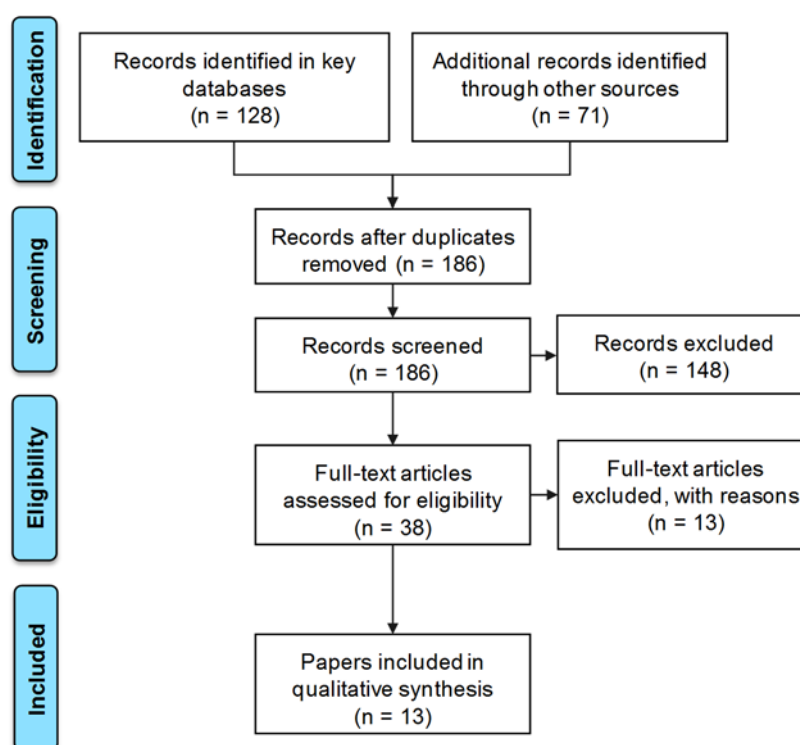 Identification
Records identified in key
databases
(n = 128)
Additional records identified
through other sources
(n = 71)
Screening
Records after duplicates
removed (n = 186)
Records screened
(n = 186)
Records excluded
(n = 148)
Eligibility
Full-text articles
assessed for eligibility
(n = 38)
Full-text articles
excluded, with reasons
(n = 13)
Included
Papers included in
qualitative synthesis
(n = 13)